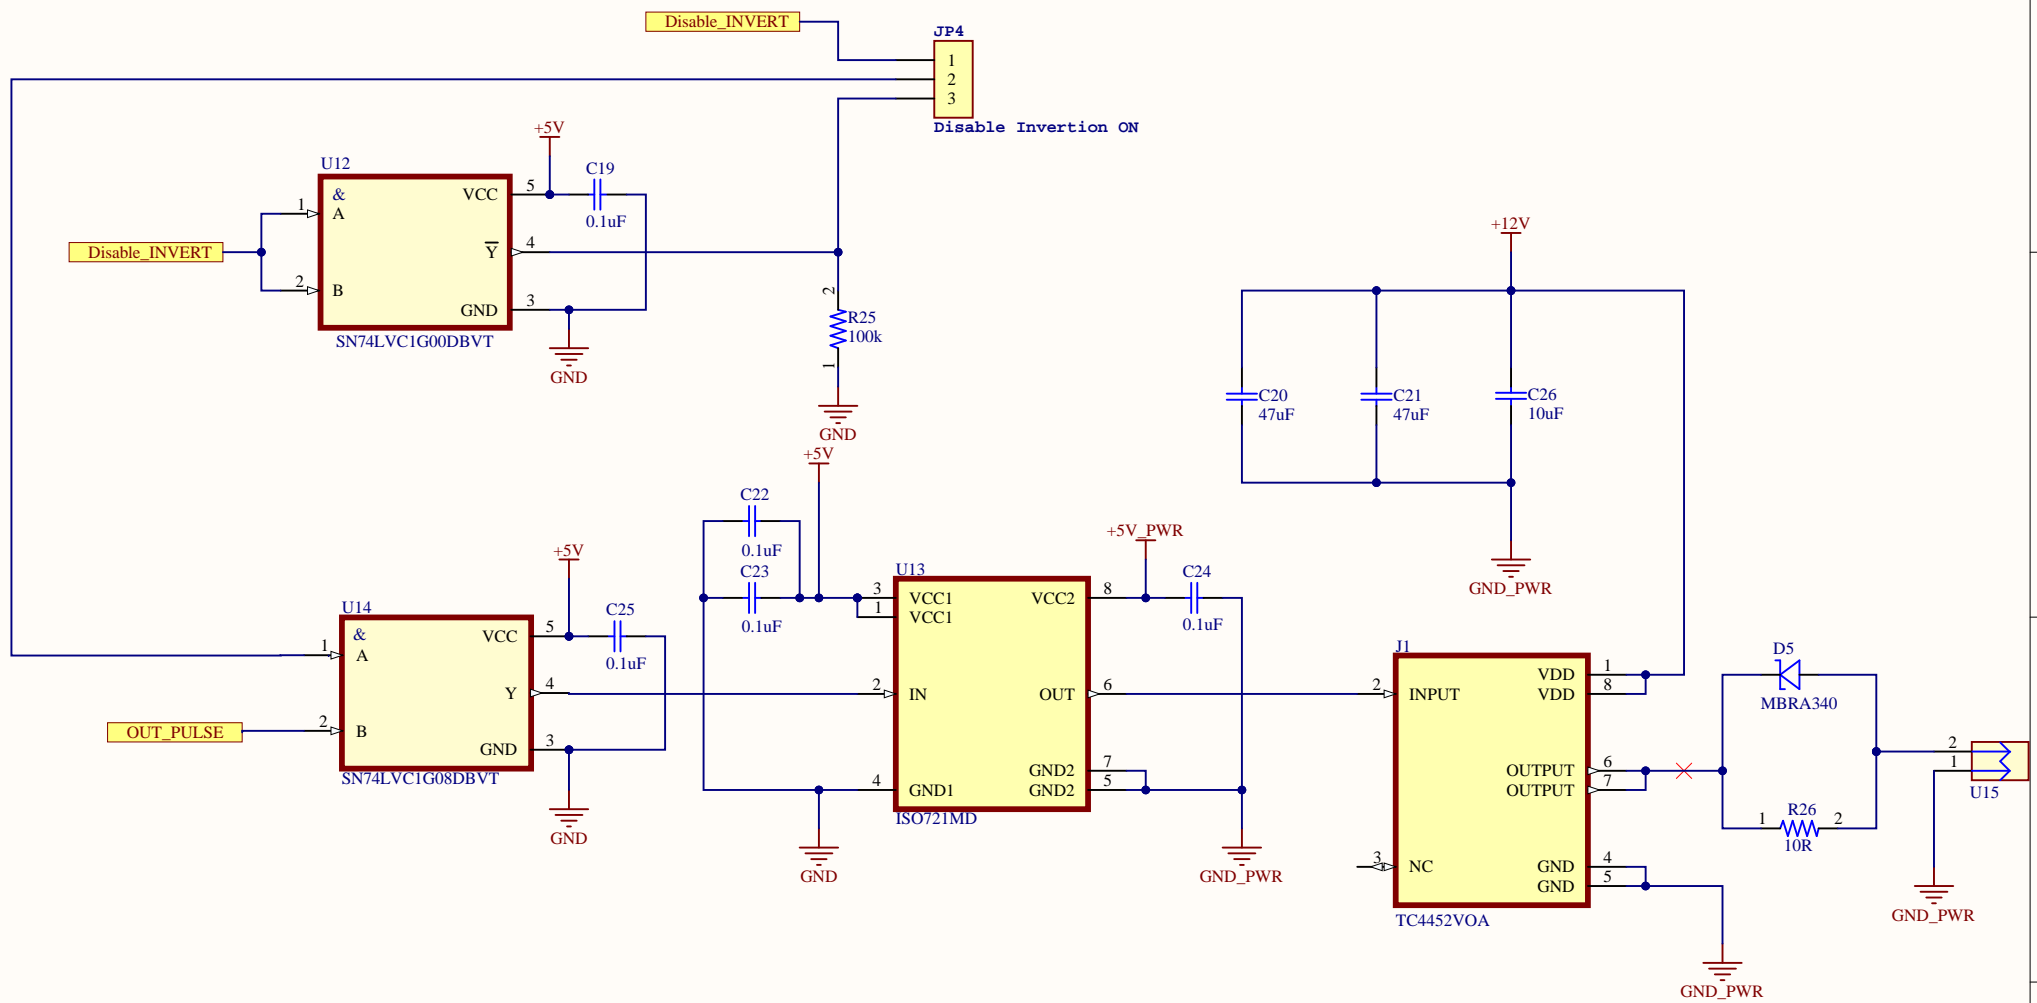 Disable_INVERT
JP4
1
2
3
Disable Invertion ON
+5V
U12
C19
0.1uF
&
VCC
5
1
A
Disable_INVERT
Y
4
2
B
GND
3
SN74LVC1G00DBVT
GND
2
R25
100k
1
GND
+12V
C20
47uF
C21
47uF
C26
10uF
GND_PWR
+5V
C22
0.1uF
C23
0.1uF
+5V
U14
C25
0.1uF
&
VCC
5
1
A
Y
4
OUT_PULSE
2
B
GND
3
SN74LVC1G08DBVT
GND
U13
3
VCC1
1
VCC1
VCC2
8
+5V_PWR
C24
0.1uF
2
IN
OUT
6
GND2
7
4
GND1
GND2
5
ISO721MD
GND
GND_PWR
J1
VDD
1
VDD
8
2
INPUT
OUTPUT
6
OUTPUT
7
3
NC
GND
4
GND
5
TC4452VOA
GND_PWR
D5
MBRA340
R26
1
2
10R
2
1
U15
GND_PWR